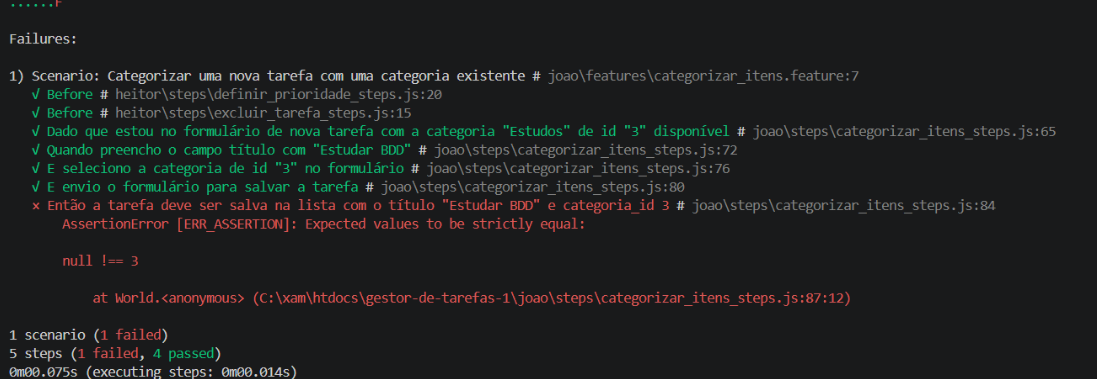 ......F
Failures:
1) Scenario: Categorizar uma nova tarefa com uma categoria existente # joao\features\categorizar_itens.feature:7
√ Before # heitor\steps\definir_prioridade_steps.js:20
√ Before # heitor\steps\excluir_tarefa_steps.js:15
√ Dado que estou no formulário de nova tarefa com a categoria "Estudos" de id "3" disponível # joao\steps\categorizar_itens_steps.js:65
√ Quando preencho o campo título com "Estudar BDD" # joao\steps\categorizar_itens_steps.js:72
√ E seleciono a categoria de id "3" no formulário # joao\steps\categorizar_itens_steps.js:76
√ E envio o formulário para salvar a tarefa # joao\steps\categorizar_itens_steps.js:80
× Então a tarefa deve ser salva na lista com o título "Estudar BDD" e categoria_id 3 # joao\steps\categorizar_itens_steps.js:84
AssertionError [ERR_ASSERTION]: Expected values to be strictly equal:
null !== 3
at World.<anonymous> (C:\xam\htdocs\gestor-de-tarefas-1\joao\steps\categorizar_itens_steps.js:87:12)
1 scenario (1 failed)
5 steps (1 failed, 4 passed)
0m00.075s (executing steps: 0m00.014s)